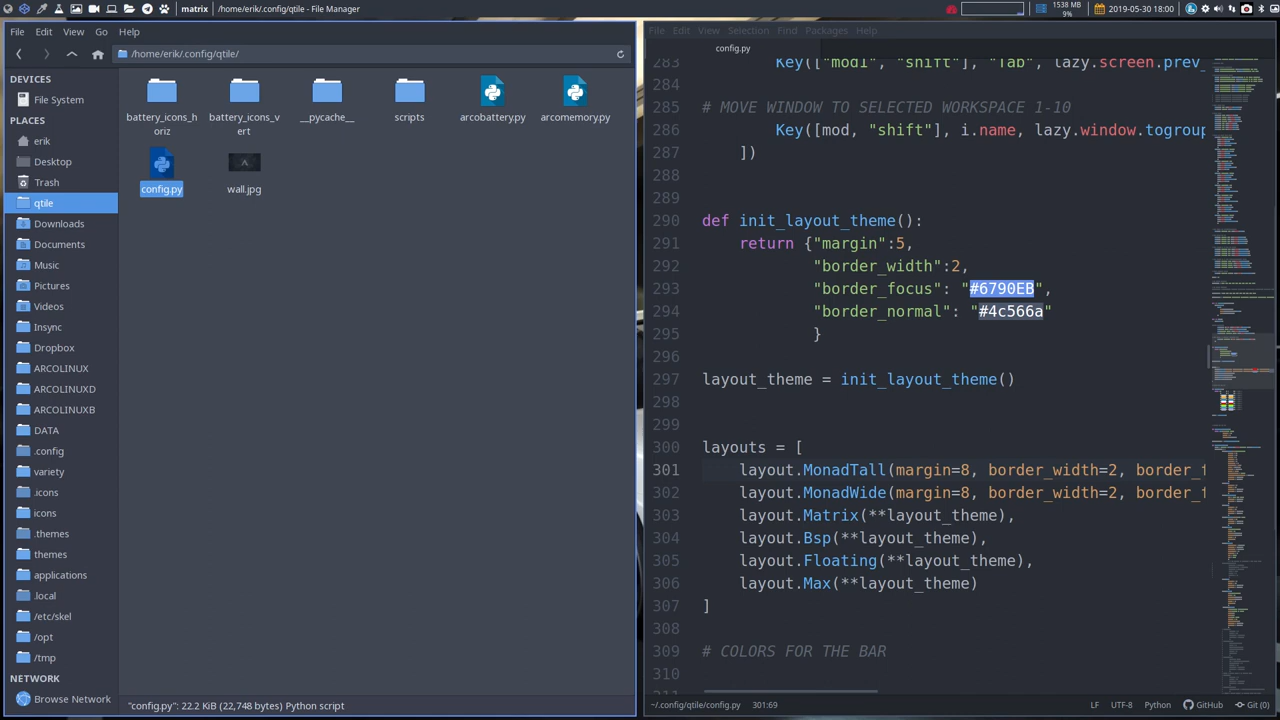 matrix /home/erik/.config/qtile/ - File Manager
1538 MB
9%
2019-05-30 18:00
File Edit View Go Help
/home/erik/.config/qtile/
DEVICES
File System
PLACES
erik
Desktop
Trash
qtile
Downloads
Documents
Music
Pictures
Videos
Insync
Dropbox
ARCOLINUX
ARCOLINUXD
ARCOLINUXB
DATA
.config
variety
.icons
icons
.themes
themes
applications
.local
/etc/skel
/opt
/tmp
NETWORK
Browse Network
battery_icons_h
oriz
battery_icons_v
ert
__pycache__
scripts
arcobattery.py
arcomemory.py
config.py
wall.jpg
"config.py": 22.2 KiB (22,748 bytes) Python script
File Edit View Selection Find Packages Help
config.py
283 Key(["mod1", "shift"], "Tab", lazy.screen.prev_
284
285 # MOVE WINDOW TO SELECTED WORKSPACE 1-10
286 Key([mod, "shift"], i.name, lazy.window.togroup
287 ])
288
289
290 def init_layout_theme():
291 return {"margin":5,
292 "border_width":2,
293 "border_focus": "#6790EB",
294 "border_normal": "#4c566a"
295 }
296
297 layout_theme = init_layout_theme()
298
299
300 layouts = [
301 layout.MonadTall(margin=8, border_width=2, border_f
302 layout.MonadWide(margin=8, border_width=2, border_f
303 layout.Matrix(**layout_theme),
304 layout.Bsp(**layout_theme),
305 layout.Floating(**layout_theme),
306 layout.Max(**layout_theme)
307 ]
308
309 # COLORS FOR THE BAR
310
~/.config/qtile/config.py 301:69 LF UTF-8 Python GitHub Git (0)